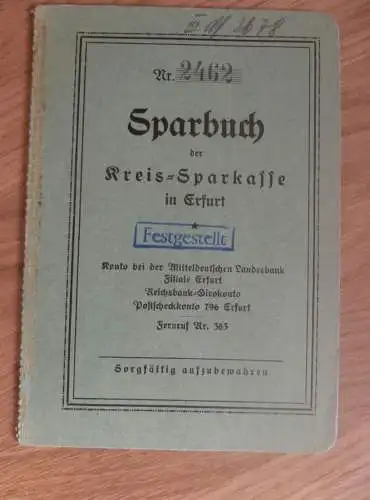 Nr. 2462
Sparbuch
der
Kreis=Sparkasse
in Erfurt
Festgestellt
Konto bei der Mitteldeutschen Landesbank
Filiale Erfurt
Reichsbank=Girokonto
Postscheckkonto 796 Erfurt
Fernruf Nr. 363
Sorgfältig aufzubewahren